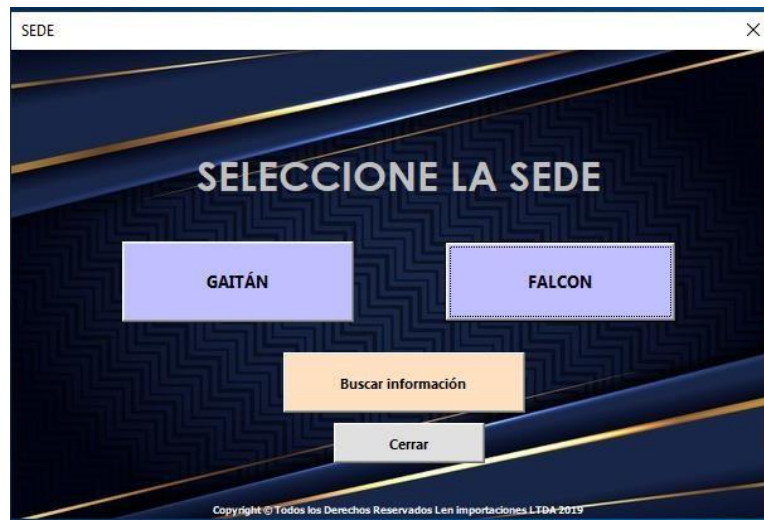 SEDE
SELECCIONE LA SEDE
GAITÁN
FALCON
Buscar información
Cerrar
Copyright © Todos los Derechos Reservados Len importaciones LTDA 2019